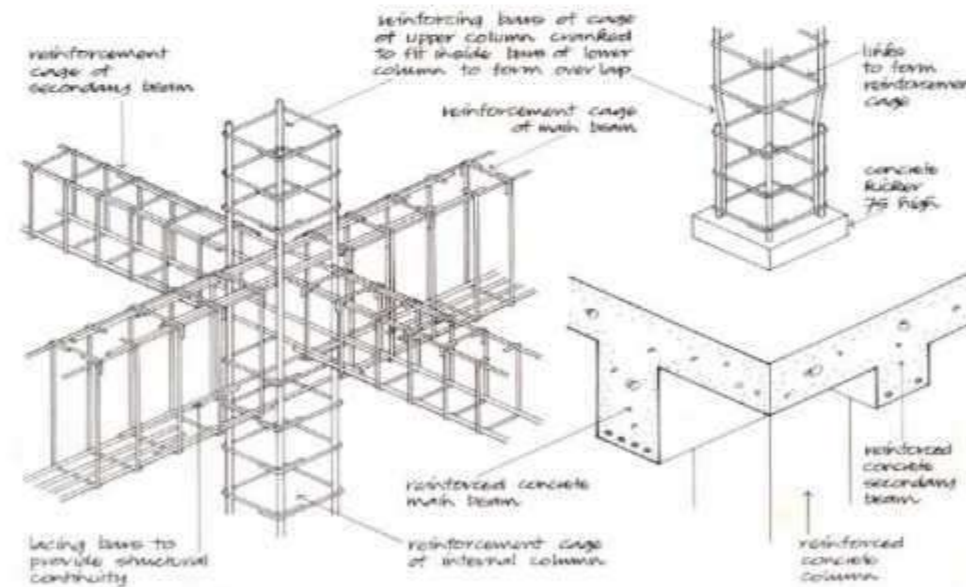 reinforcement
cage of
secondary beam
reinforcing bars of cage
of upper column cranked
to fit inside bars of lower
column to form overlap
reinforcement cage
of main beam
links
to form
reinforcement
cage
concrete
kicker
75 high
reinforced concrete
main beam
reinforced
concrete
secondary
beam
lacing bars to
provide structural
continuity
reinforcement cage
of internal column
reinforced
concrete
column